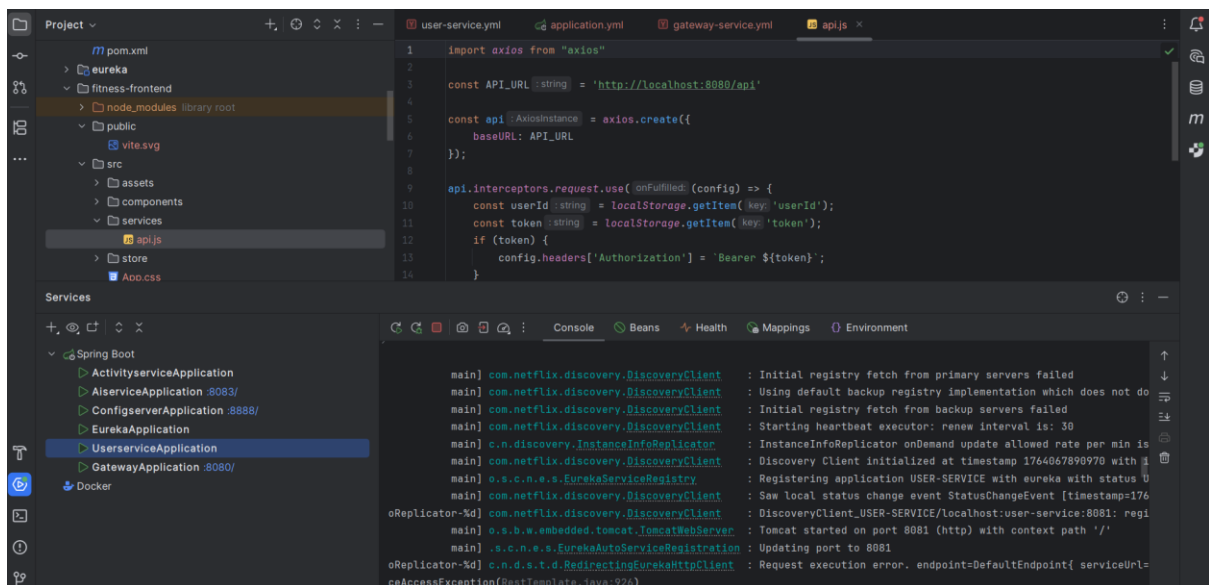 Project
user-service.yml
application.yml
gateway-service.yml
api.js
m pom.xml
eureka
fitness-frontend
node_modules library root
public
vite.svg
src
assets
components
services
JS api.js
store
App.css
1 import axios from "axios"
2
3 const API_URL : string = 'http://localhost:8080/api'
4
5 const api : AxiosInstance = axios.create({
6 baseURL: API_URL
7 });
8
9 api.interceptors.request.use( onFulfilled: (config) => {
10 const userId : string = localStorage.getItem( key: 'userId');
11 const token : string = localStorage.getItem( key: 'token');
12 if (token) {
13 config.headers['Authorization'] = `Bearer ${token}`;
14 }
Services
Console Beans Health Mappings {} Environment
Spring Boot
ActivityserviceApplication
AiserviceApplication :8083/
ConfigserverApplication :8888/
EurekaApplication
UserserviceApplication
GatewayApplication :8080/
Docker
main] com.netflix.discovery.DiscoveryClient : Initial registry fetch from primary servers failed
main] com.netflix.discovery.DiscoveryClient : Using default backup registry implementation which does not do
main] com.netflix.discovery.DiscoveryClient : Initial registry fetch from backup servers failed
main] com.netflix.discovery.DiscoveryClient : Starting heartbeat executor: renew interval is: 30
main] c.n.discovery.InstanceInfoReplicator : InstanceInfoReplicator onDemand update allowed rate per min is
main] com.netflix.discovery.DiscoveryClient : Discovery Client initialized at timestamp 1764067890970 with
main] o.s.c.n.e.s.EurekaServiceRegistry : Registering application USER-SERVICE with eureka with status
main] com.netflix.discovery.DiscoveryClient : Saw local status change event StatusChangeEvent [timestamp=176
oReplicator-%d] com.netflix.discovery.DiscoveryClient : DiscoveryClient_USER-SERVICE/localhost:user-service:8081: regi
main] o.s.b.w.embedded.tomcat.TomcatWebServer : Tomcat started on port 8081 (http) with context path '/'
main] .s.c.n.e.s.EurekaAutoServiceRegistration : Updating port to 8081
oReplicator-%d] c.n.d.s.t.d.RedirectingEurekaHttpClient : Request execution error. endpoint=DefaultEndpoint{ serviceUrl=
ceAccessException(RestTemplate.java:926)